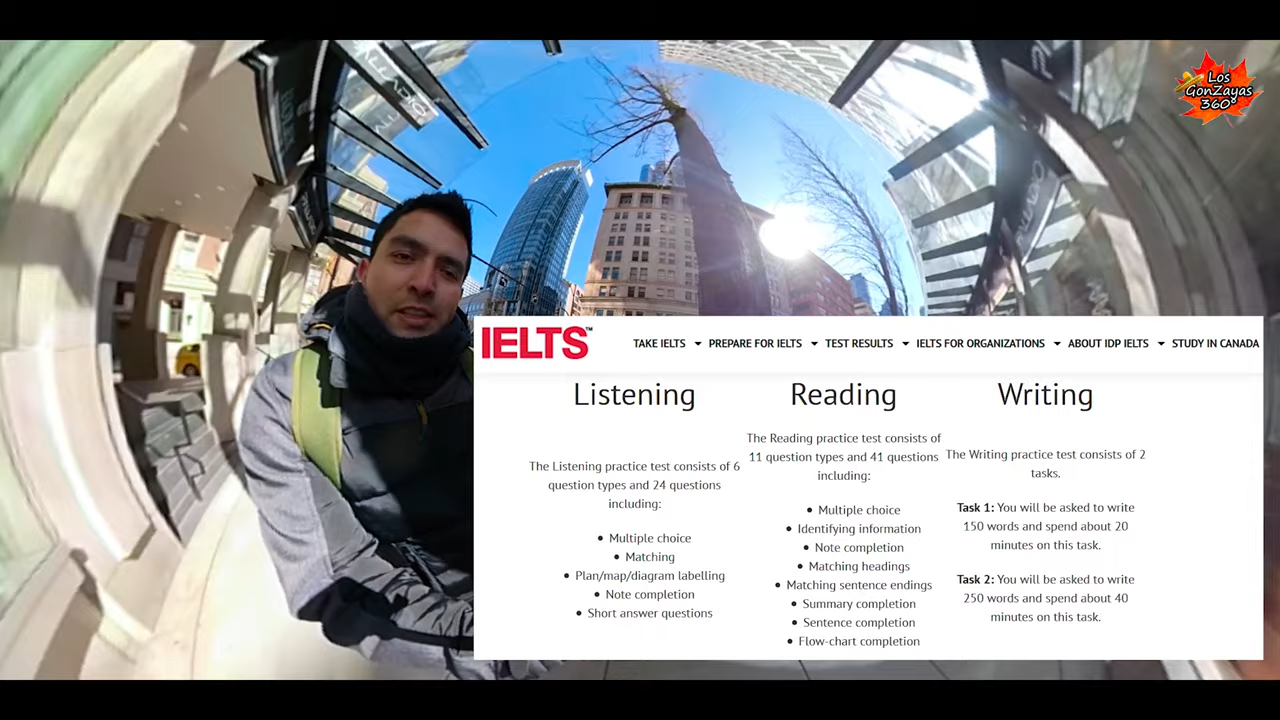 Los
GonZayas
360°
IELTS™
TAKE IELTS PREPARE FOR IELTS TEST RESULTS IELTS FOR ORGANIZATIONS ABOUT IDP IELTS STUDY IN CANADA
Listening
The Listening practice test consists of 6
question types and 24 questions
including:
• Multiple choice
• Matching
• Plan/map/diagram labelling
• Note completion
• Short answer questions
Reading
The Reading practice test consists of
11 question types and 41 questions
including:
• Multiple choice
• Identifying information
• Note completion
• Matching headings
• Matching sentence endings
• Summary completion
• Sentence completion
• Flow-chart completion
Writing
The Writing practice test consists of 2
tasks.
Task 1: You will be asked to write
150 words and spend about 20
minutes on this task.
Task 2: You will be asked to write
250 words and spend about 40
minutes on this task.